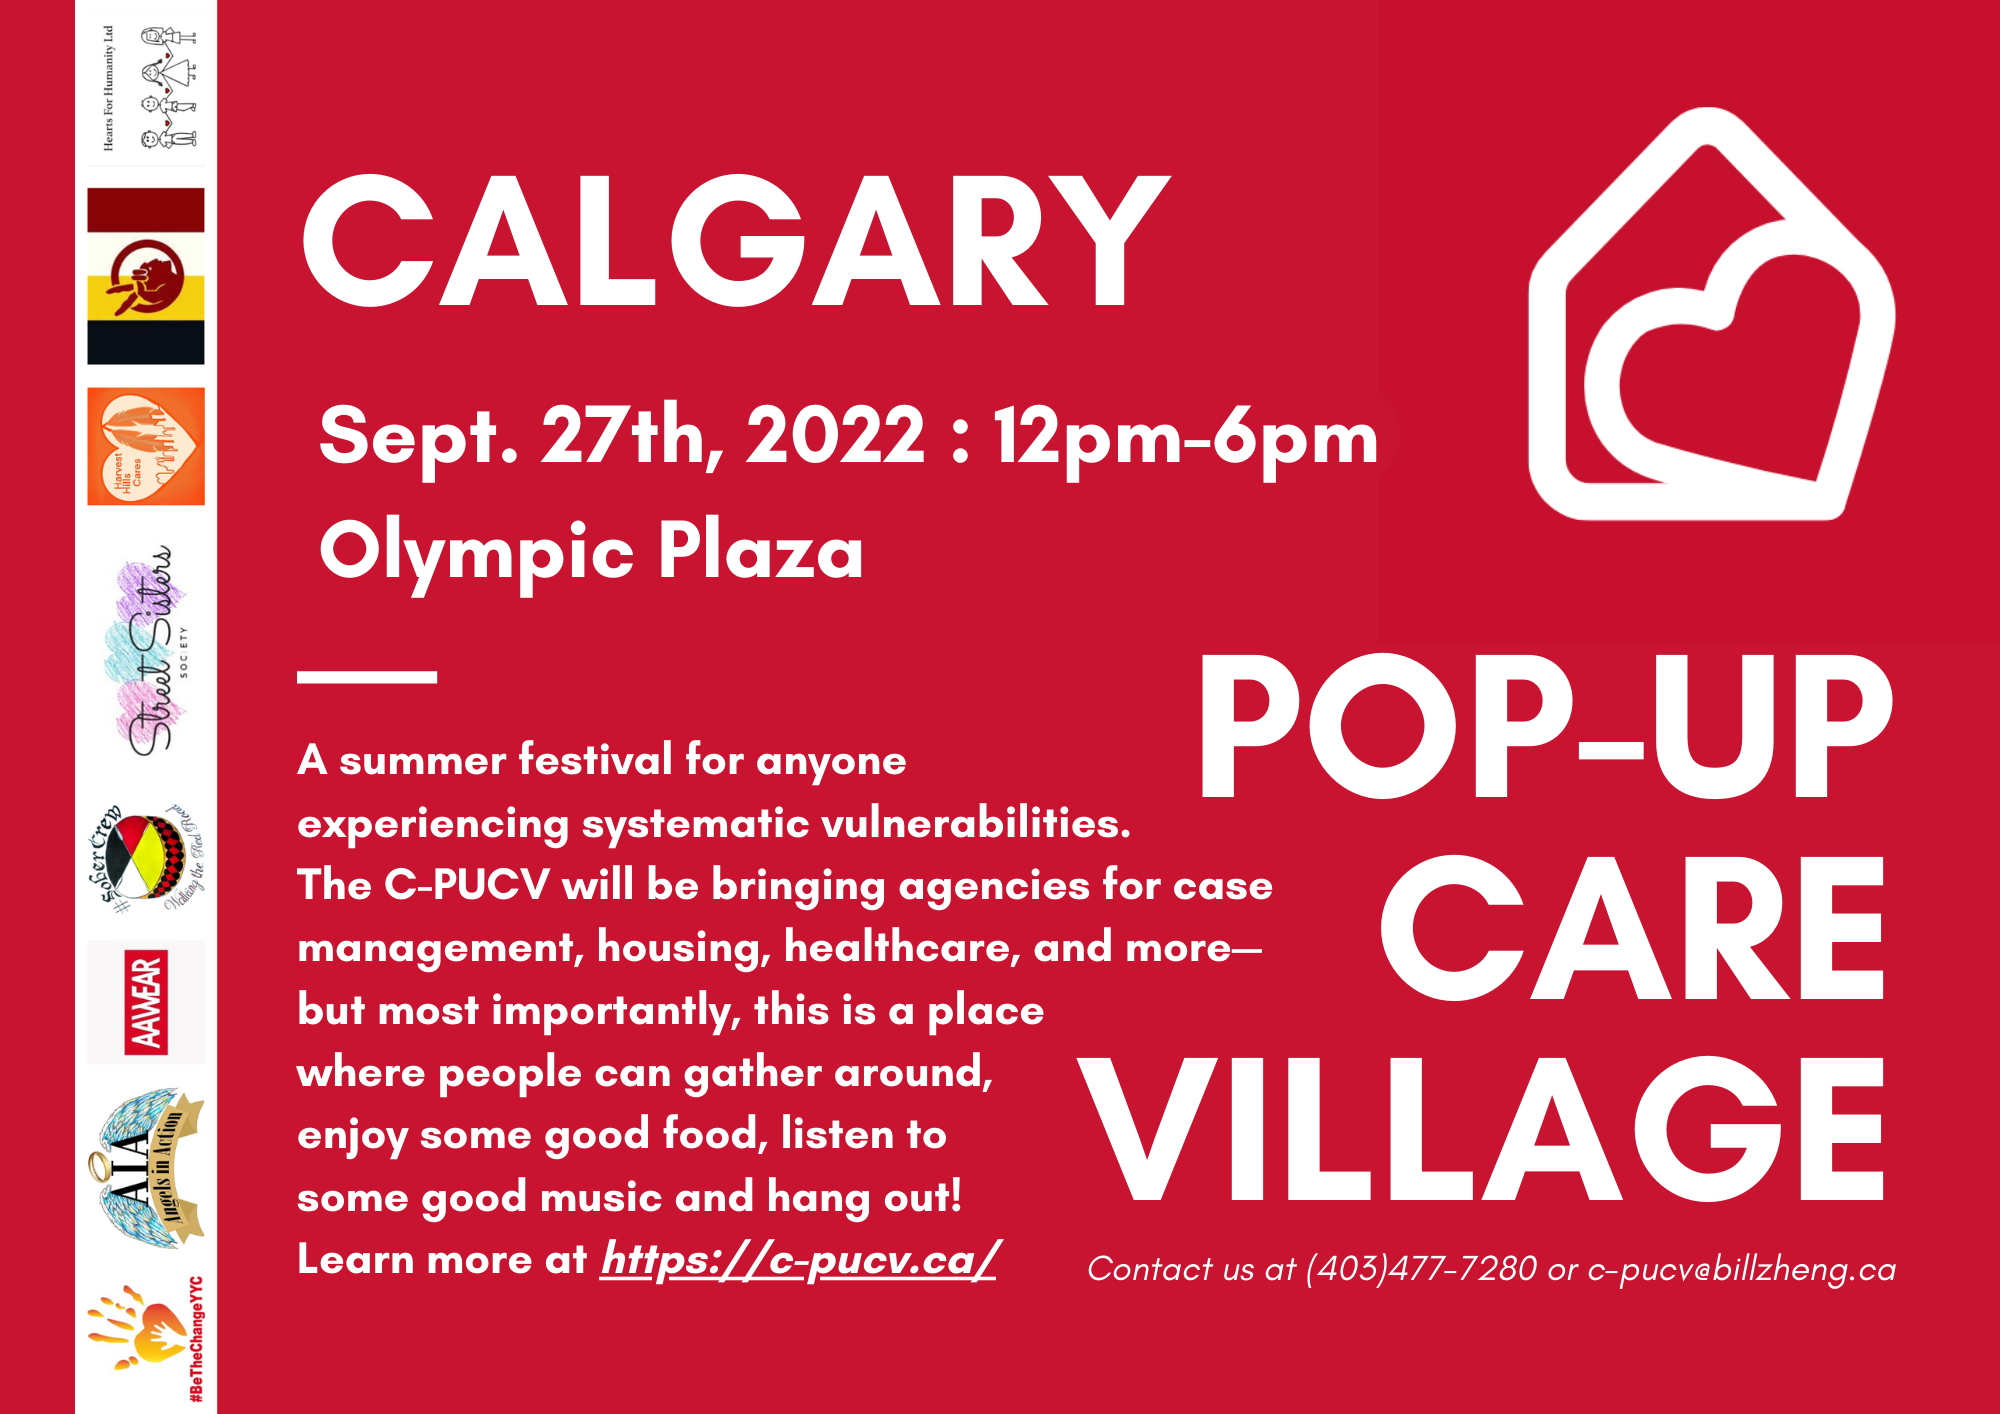 Hearts For Humanity Ltd
Harvest
Hills
Cares
Street Sisters
SOCIETY
#SoberCrew
Walking the Red Road
AAWEAR
AIA
Angels in Action
#BeTheChangeYYC
CALGARY
Sept. 27th, 2022 : 12pm-6pm
Olympic Plaza
A summer festival for anyone
experiencing systematic vulnerabilities.
The C-PUCV will be bringing agencies for case
management, housing, healthcare, and more—
but most importantly, this is a place
where people can gather around,
enjoy some good food, listen to
some good music and hang out!
Learn more at https://c-pucv.ca/
POP-UP
CARE
VILLAGE
Contact us at (403)477-7280 or c-pucv@billzheng.ca